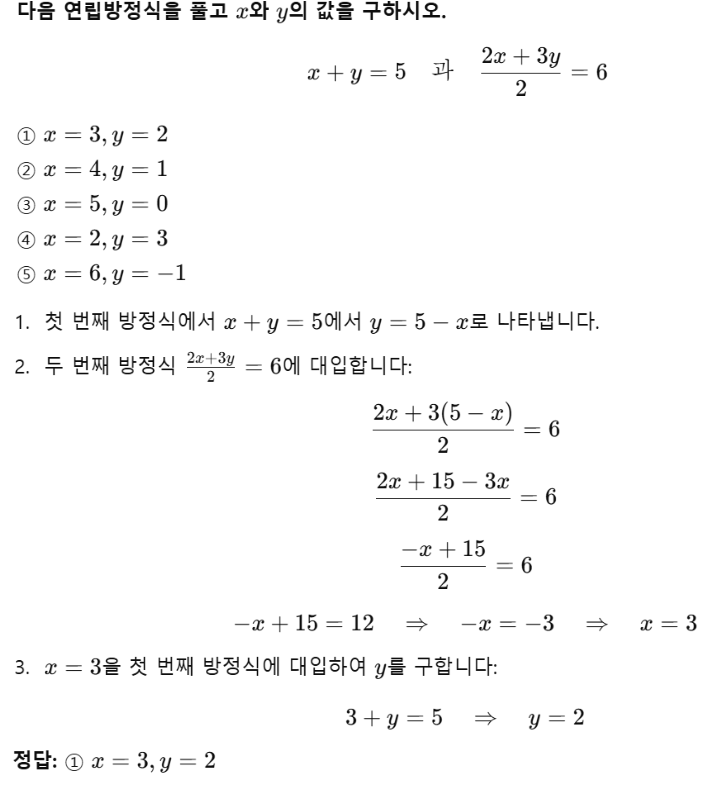 다음 연립방정식을 풀고 x와 y의 값을 구하시오.
x + y = 5 과 \frac{2x + 3y}{2} = 6
① x = 3, y = 2
② x = 4, y = 1
③ x = 5, y = 0
④ x = 2, y = 3
⑤ x = 6, y = −1
1. 첫 번째 방정식에서 x + y = 5에서 y = 5 − x로 나타냅니다.
2. 두 번째 방정식 \frac{2x+3y}{2} = 6에 대입합니다:
\frac{2x + 3(5 − x)}{2} = 6
\frac{2x + 15 − 3x}{2} = 6
\frac{−x + 15}{2} = 6
−x + 15 = 12 ⇒ −x = −3 ⇒ x = 3
3. x = 3을 첫 번째 방정식에 대입하여 y를 구합니다:
3 + y = 5 ⇒ y = 2
정답: ① x = 3, y = 2